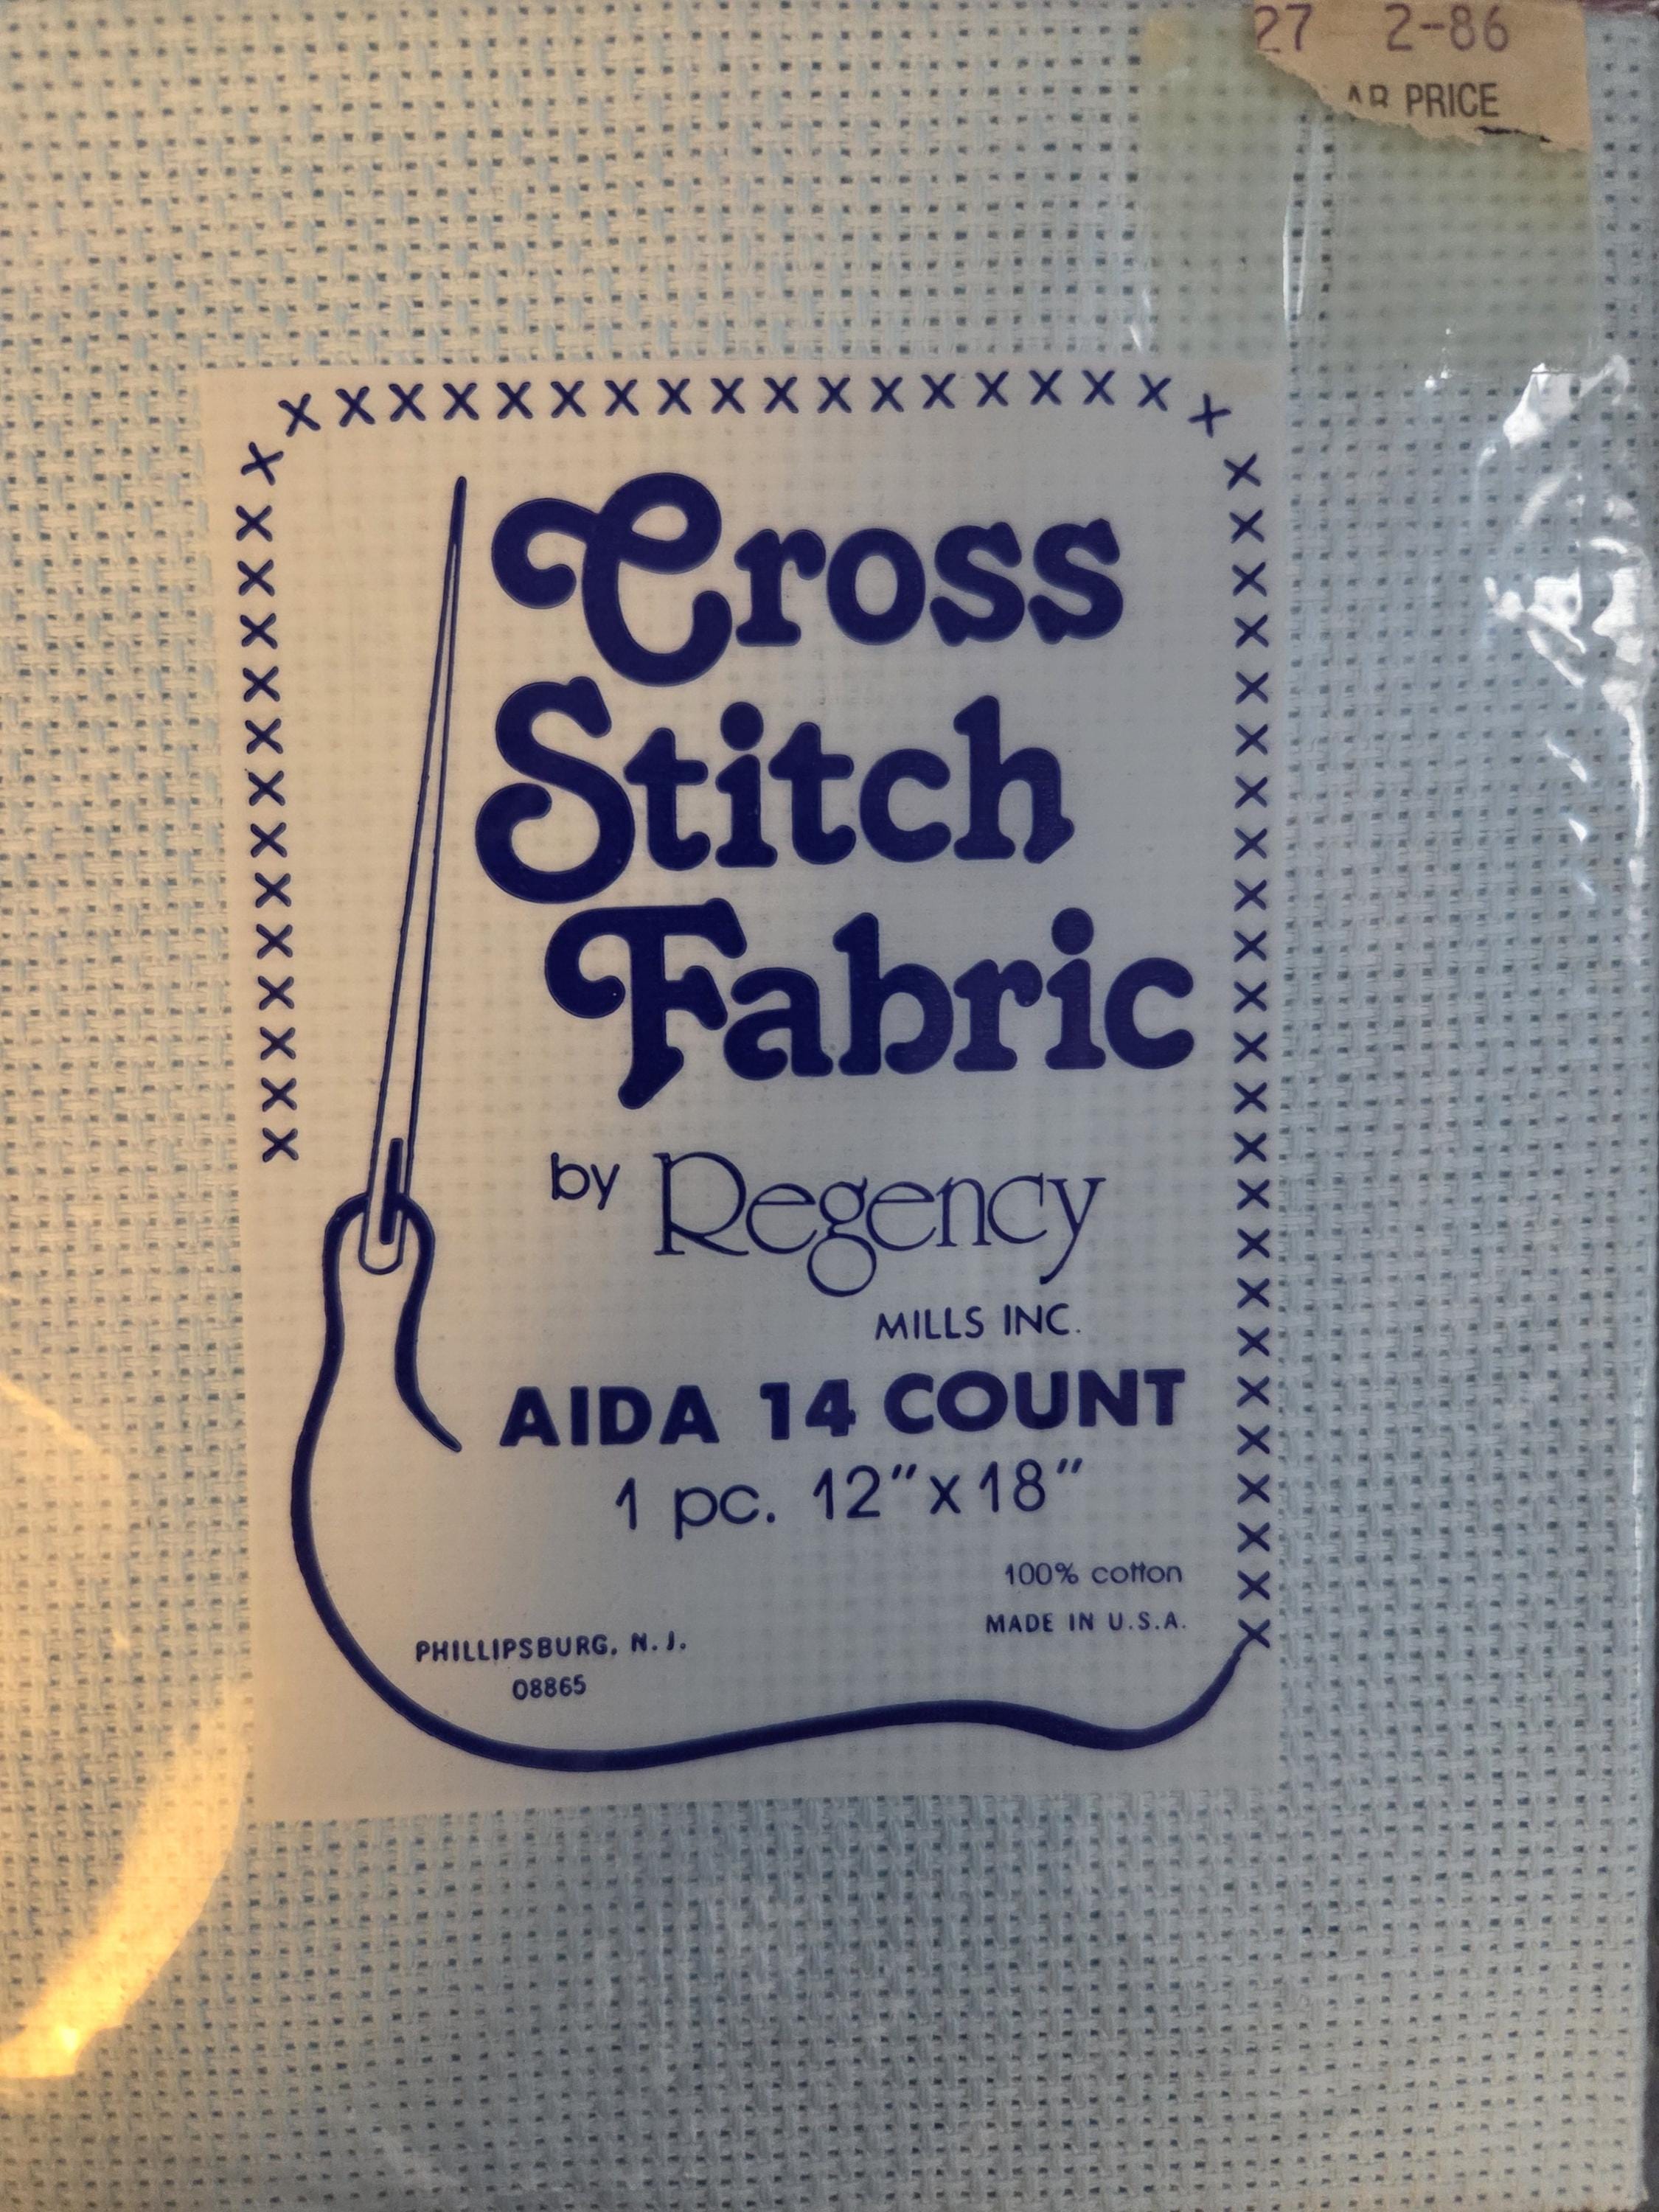 27 2-86
PRICE
Cross
Stitch
Fabric
by Regency
MILLS INC.
AIDA 14 COUNT
1 pc. 12"x18"
100% cotton
MADE IN U.S.A.
PHILLIPSBURG, N.J.
08865